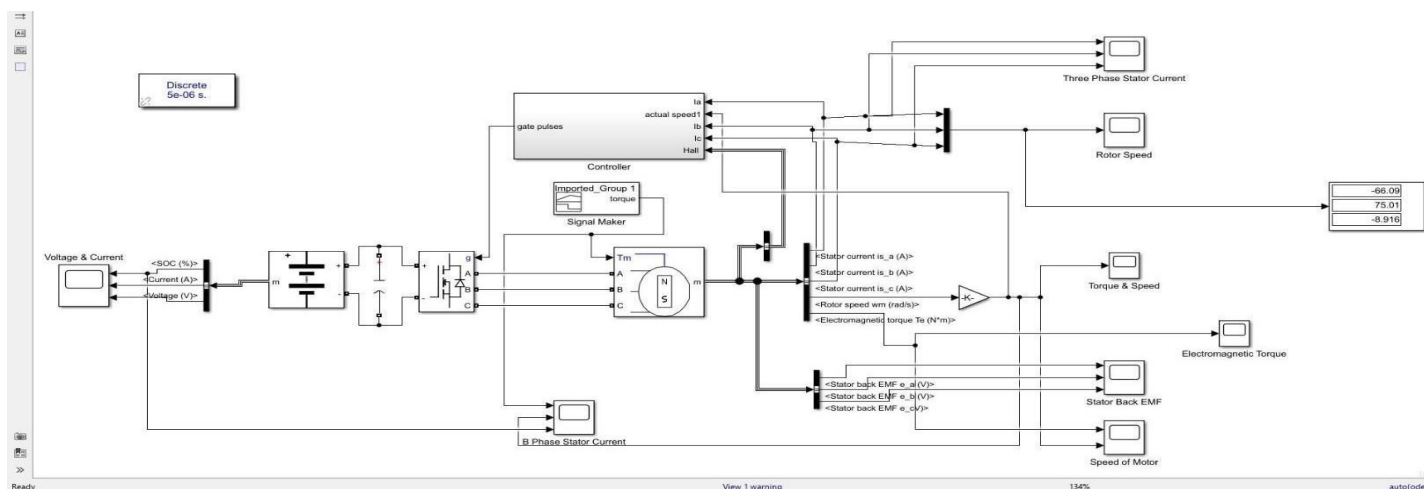 Discrete
5e-06 s.
Three Phase Stator Current
Ia
actual speed1
Ib
Ic
Hall
gate pulses
Controller
Rotor Speed
-66.09
75.01
-8.916
Imported_Group 1
torque
Signal Maker
Voltage & Current
<SOC (%)>
<Current (A)>
<Voltage (V)>
m
+
+
-
+
+
-
g
A
B
C
Tm
A
B
C
N
S
m
<Stator current is_a (A)>
<Stator current is_b (A)>
<Stator current is_c (A)>
<Rotor speed wm (rad/s)>
<Electromagnetic torque Te (N*m)>
-K-
Torque & Speed
Electromagnetic Torque
<Stator back EMF e_a (V)>
<Stator back EMF e_b (V)>
<Stator back EMF e_cV)>
Stator Back EMF
B Phase Stator Current
Speed of Motor
Ready
View 1 warning
134%
auto(ode